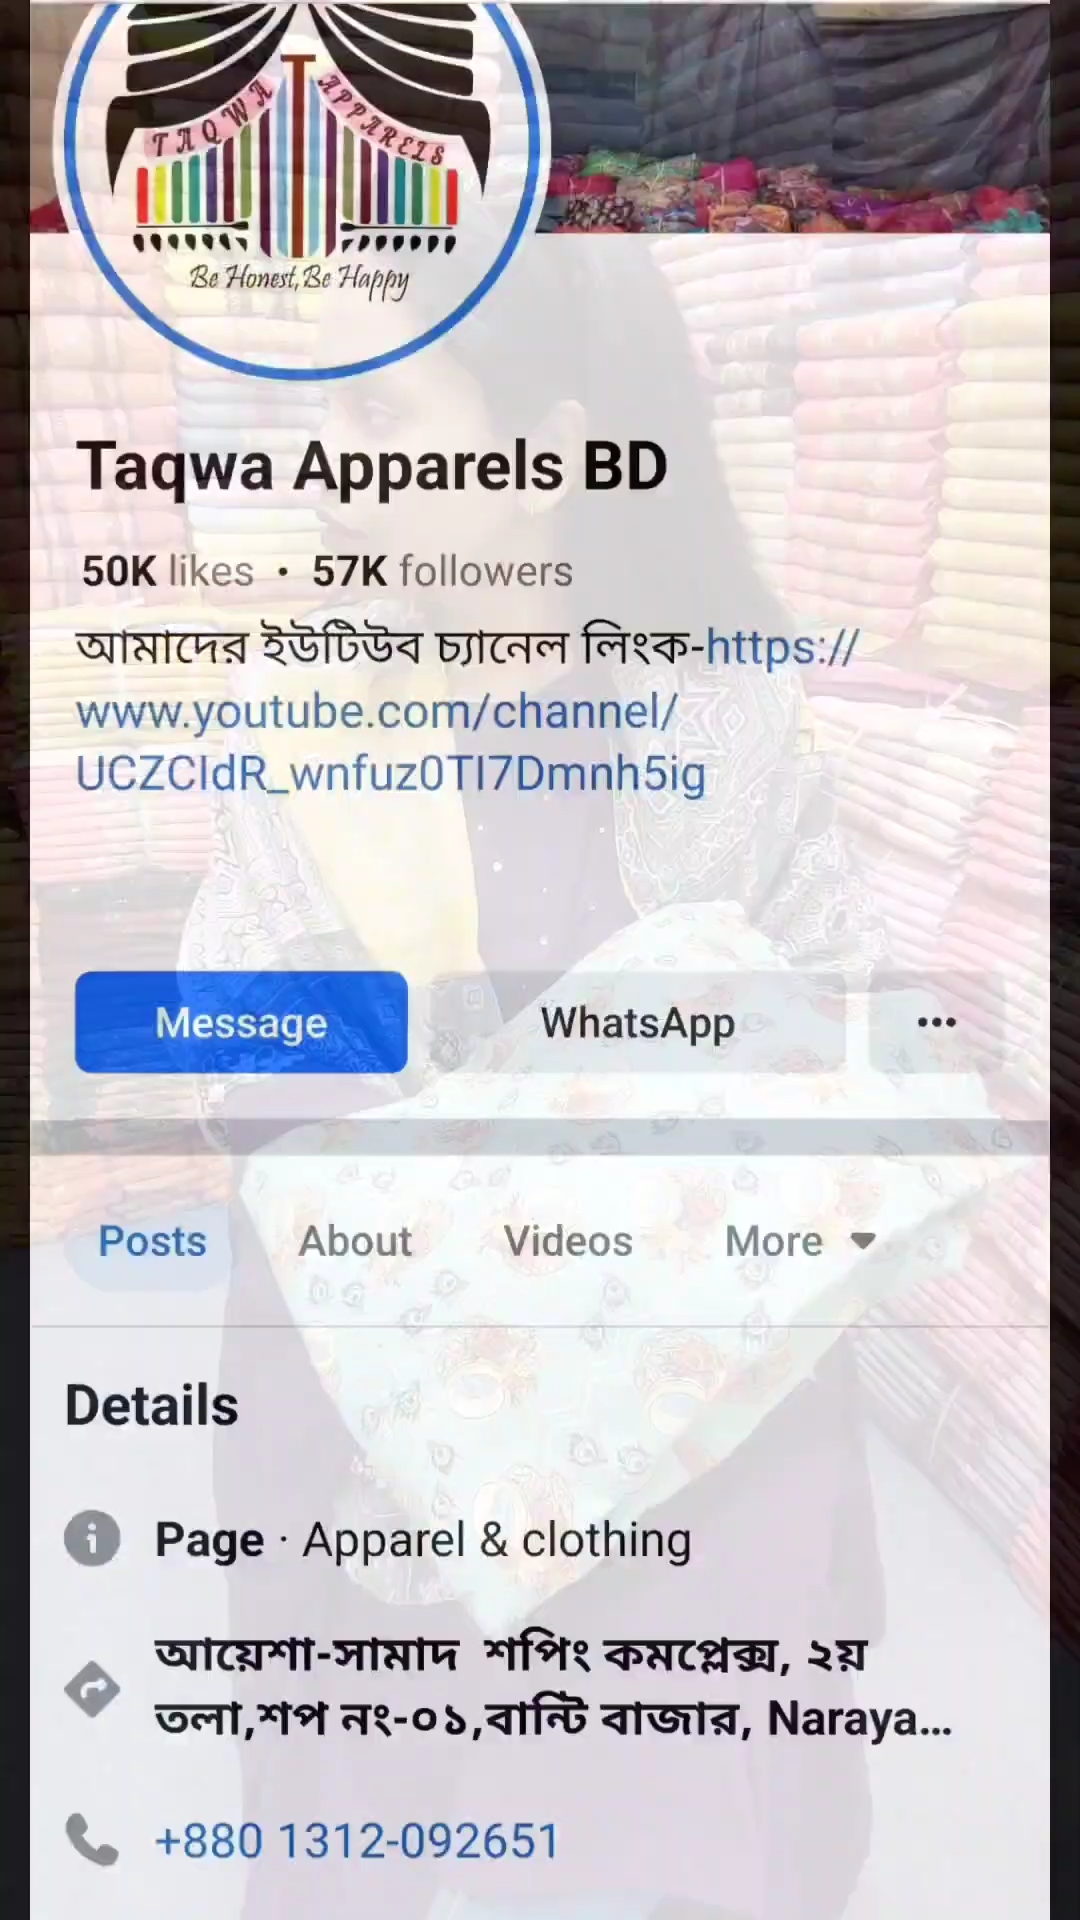 TAQWA APPARELS
Be Honest, Be Happy
Taqwa Apparels BD
50K likes · 57K followers
আমাদের ইউটিউব চ্যানেল লিংক-https://
www.youtube.com/channel/
UCZCIdR_wnfuz0TI7Dmnh5ig
Message WhatsApp ...
Posts About Videos More
Details
Page · Apparel & clothing
আয়েশা-সামাদ শপিং কমপ্লেক্স, ২য়
তলা,শপ নং-০১,বান্টি বাজার, Naraya...
+880 1312-092651